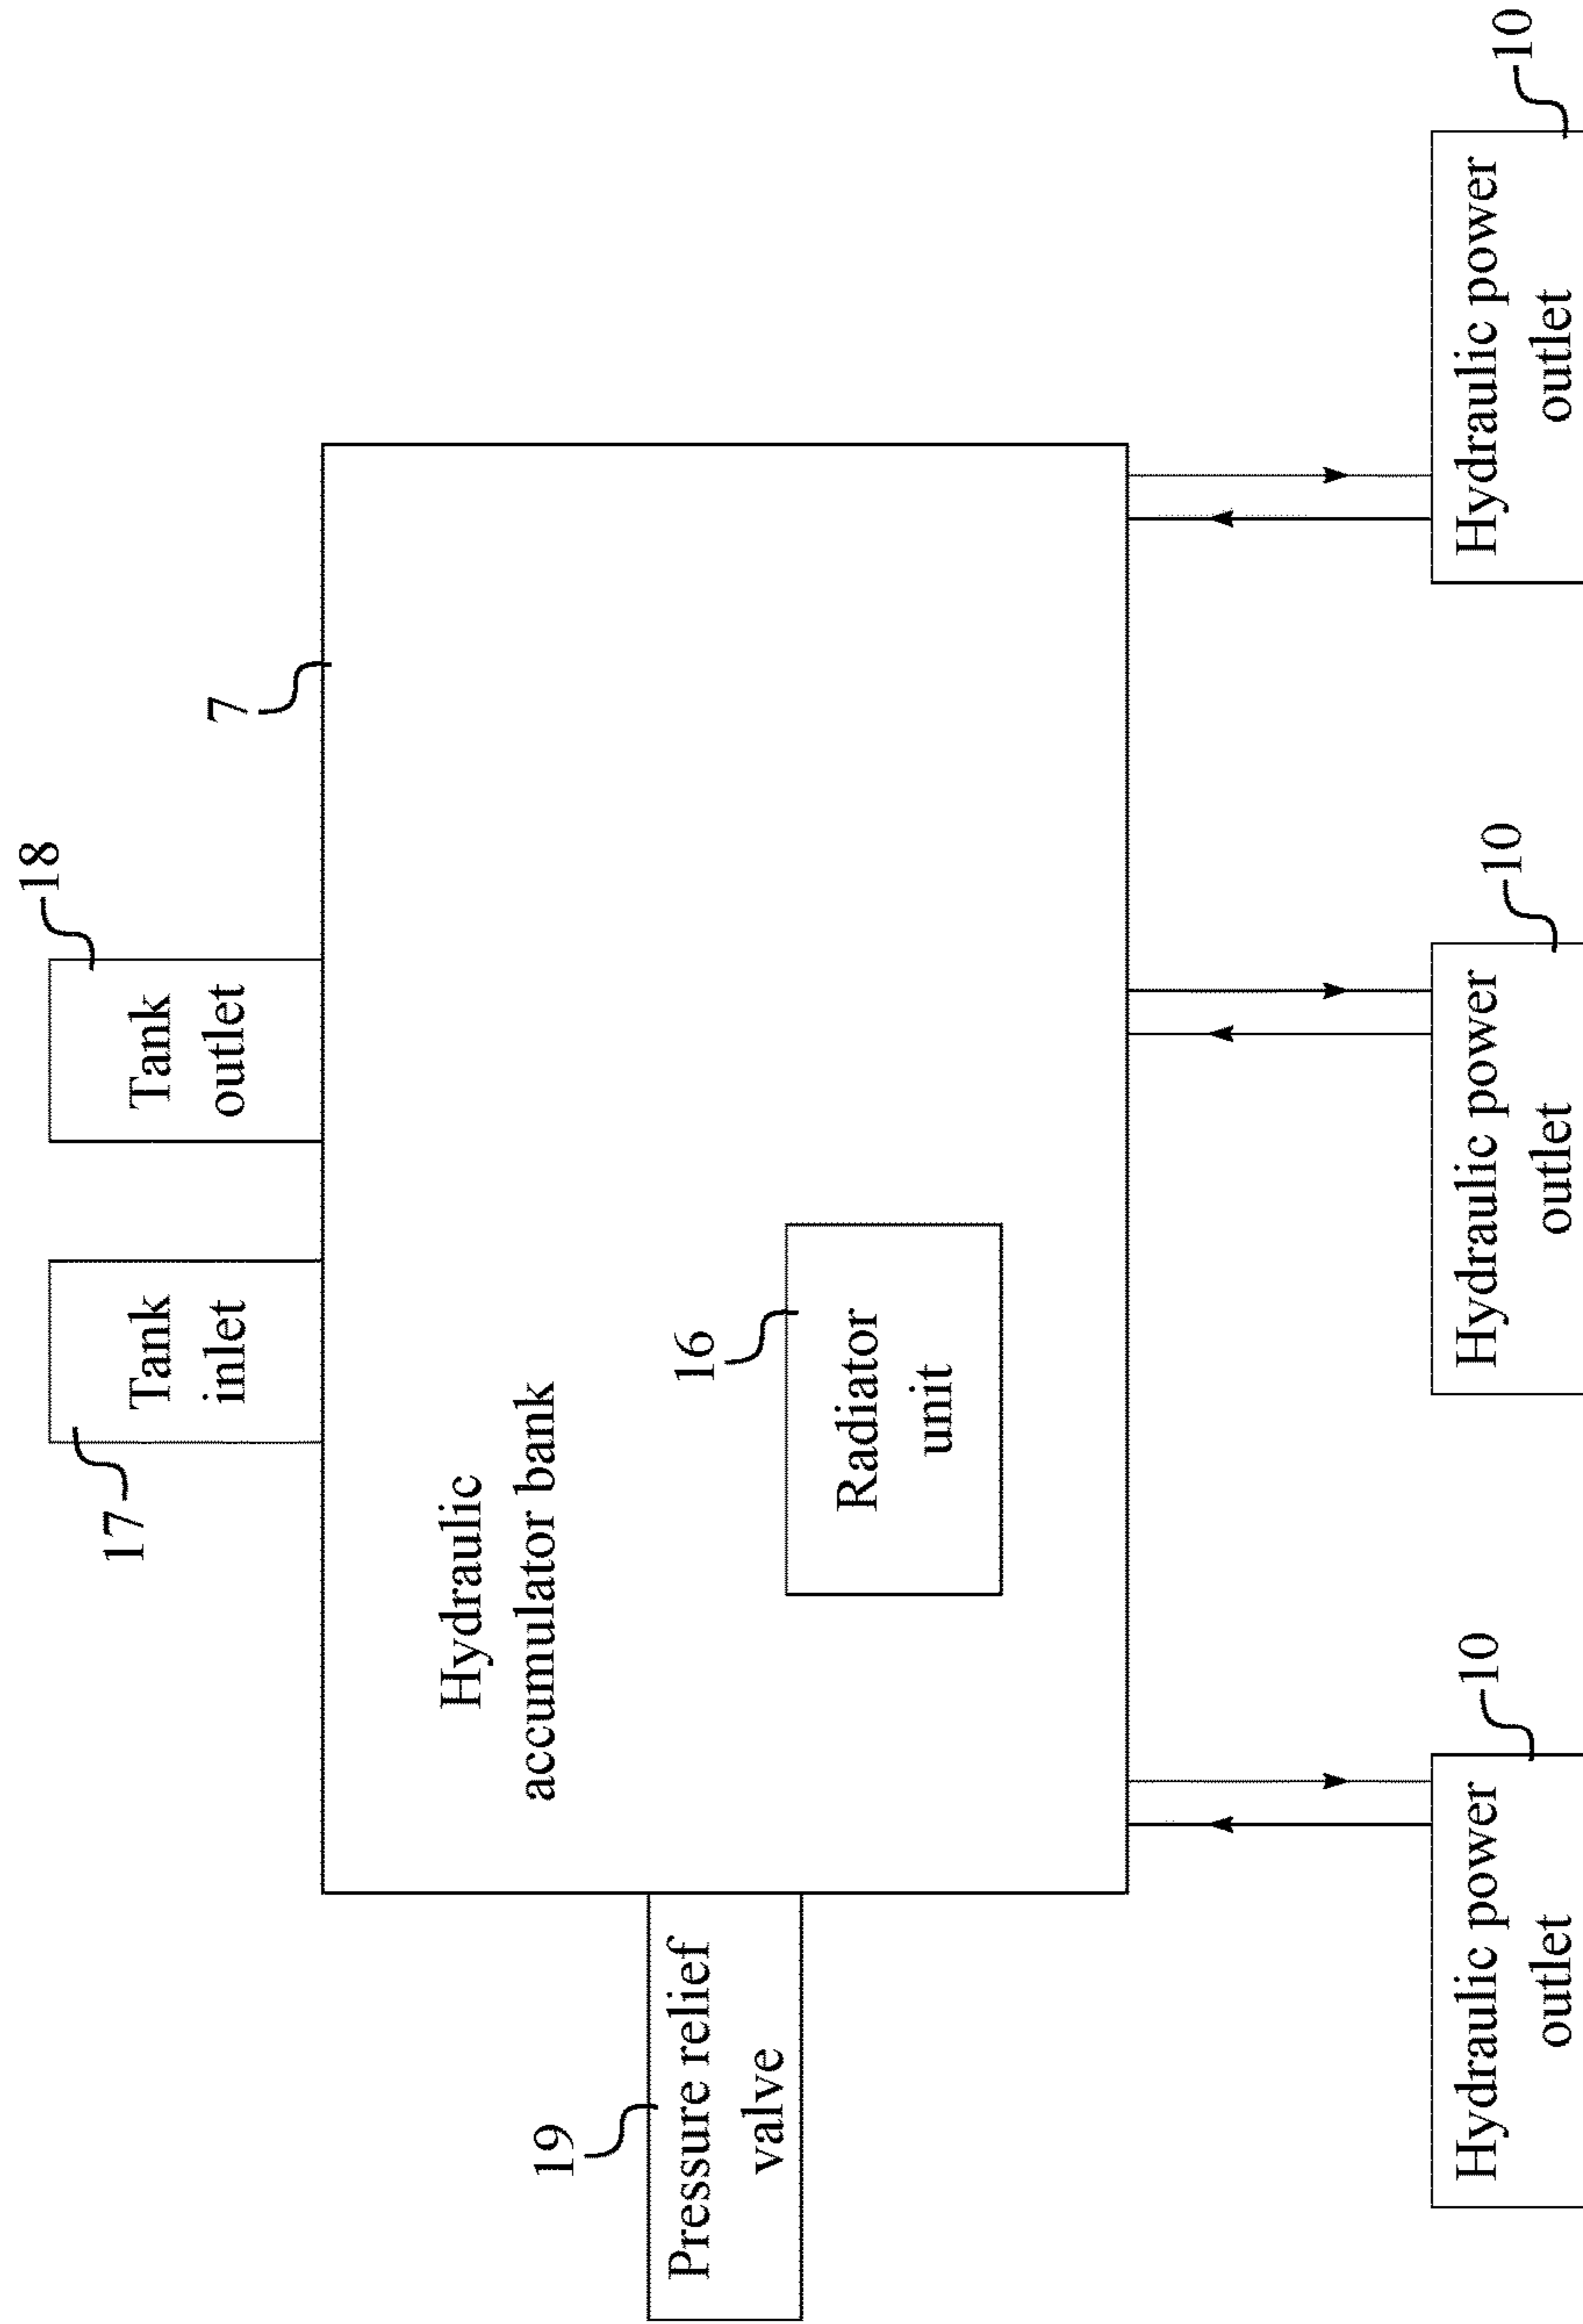 18
Tank
outlet
17
Tank
inlet
7
Hydraulic
accumulator bank
16
Radiator
unit
19
Pressure relief
valve
10
Hydraulic power
outlet
10
Hydraulic power
outlet
10
Hydraulic power
outlet